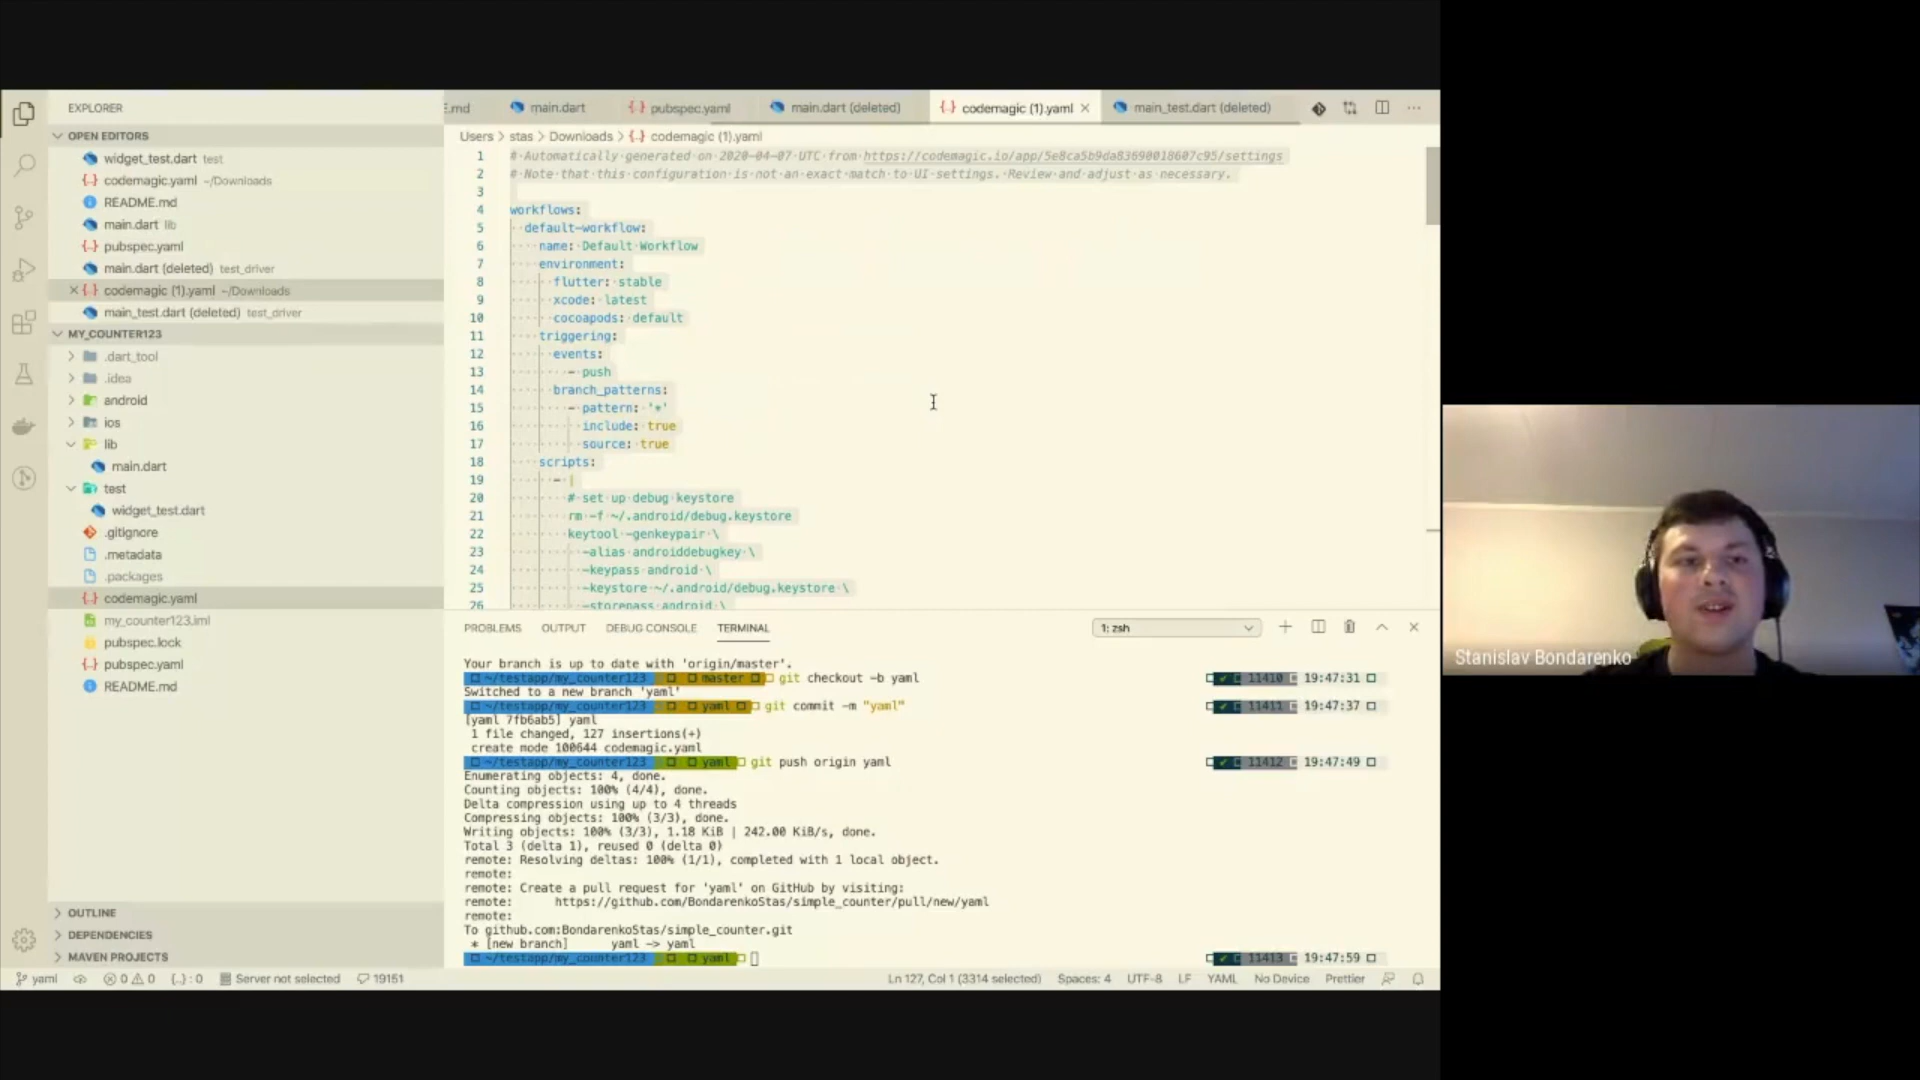 EXPLORER
OPEN EDITORS
widget_test.dart test
codemagic.yaml ~/Downloads
README.md
main.dart lib
pubspec.yaml
main.dart (deleted) test_driver
codemagic (1).yaml ~/Downloads
main_test.dart (deleted) test_driver
MY_COUNTER123
.dart_tool
.idea
android
ios
lib
main.dart
test
widget_test.dart
.gitignore
.metadata
.packages
codemagic.yaml
my_counter123.iml
pubspec.lock
pubspec.yaml
README.md
OUTLINE
DEPENDENCIES
MAVEN PROJECTS
E.md main.dart pubspec.yaml main.dart (deleted) codemagic (1).yaml main_test.dart (deleted)
Users > stas > Downloads > codemagic (1).yaml
1 # Automatically generated on 2020-04-07 UTC from https://codemagic.io/app/5e8ca5b9da83690018607c95/settings
2 # Note that this configuration is not an exact match to UI settings. Review and adjust as necessary.
3
4 workflows:
5 default-workflow:
6 name: Default Workflow
7 environment:
8 flutter: stable
9 xcode: latest
10 cocoapods: default
11 triggering:
12 events:
13 - push
14 branch_patterns:
15 - pattern: '*'
16 include: true
17 source: true
18 scripts:
19 - |
20 # set up debug keystore
21 rm -f ~/.android/debug.keystore
22 keytool -genkeypair \
23 -alias androiddebugkey \
24 -keypass android \
25 -keystore ~/.android/debug.keystore \
26 -storepass android \
PROBLEMS OUTPUT DEBUG CONSOLE TERMINAL 1: zsh
Your branch is up to date with 'origin/master'.
~/testapp/my_counter123 master git checkout -b yaml 11410 19:47:31
Switched to a new branch 'yaml'
~/testapp/my_counter123 yaml git commit -m "yaml" 11411 19:47:37
[yaml 7fb6ab5] yaml
1 file changed, 127 insertions(+)
create mode 100644 codemagic.yaml
~/testapp/my_counter123 yaml git push origin yaml 11412 19:47:49
Enumerating objects: 4, done.
Counting objects: 100% (4/4), done.
Delta compression using up to 4 threads
Compressing objects: 100% (3/3), done.
Writing objects: 100% (3/3), 1.18 KiB | 242.00 KiB/s, done.
Total 3 (delta 1), reused 0 (delta 0)
remote: Resolving deltas: 100% (1/1), completed with 1 local object.
remote:
remote: Create a pull request for 'yaml' on GitHub by visiting:
remote: https://github.com/BondarenkoStas/simple_counter/pull/new/yaml
remote:
To github.com:BondarenkoStas/simple_counter.git
* [new branch] yaml -> yaml
~/testapp/my_counter123 yaml 11413 19:47:59
yaml 0 0 {..}: 0 Server not selected 19151 Ln 127, Col 1 (3314 selected) Spaces: 4 UTF-8 LF YAML No Device Prettier
Stanislav Bondarenko